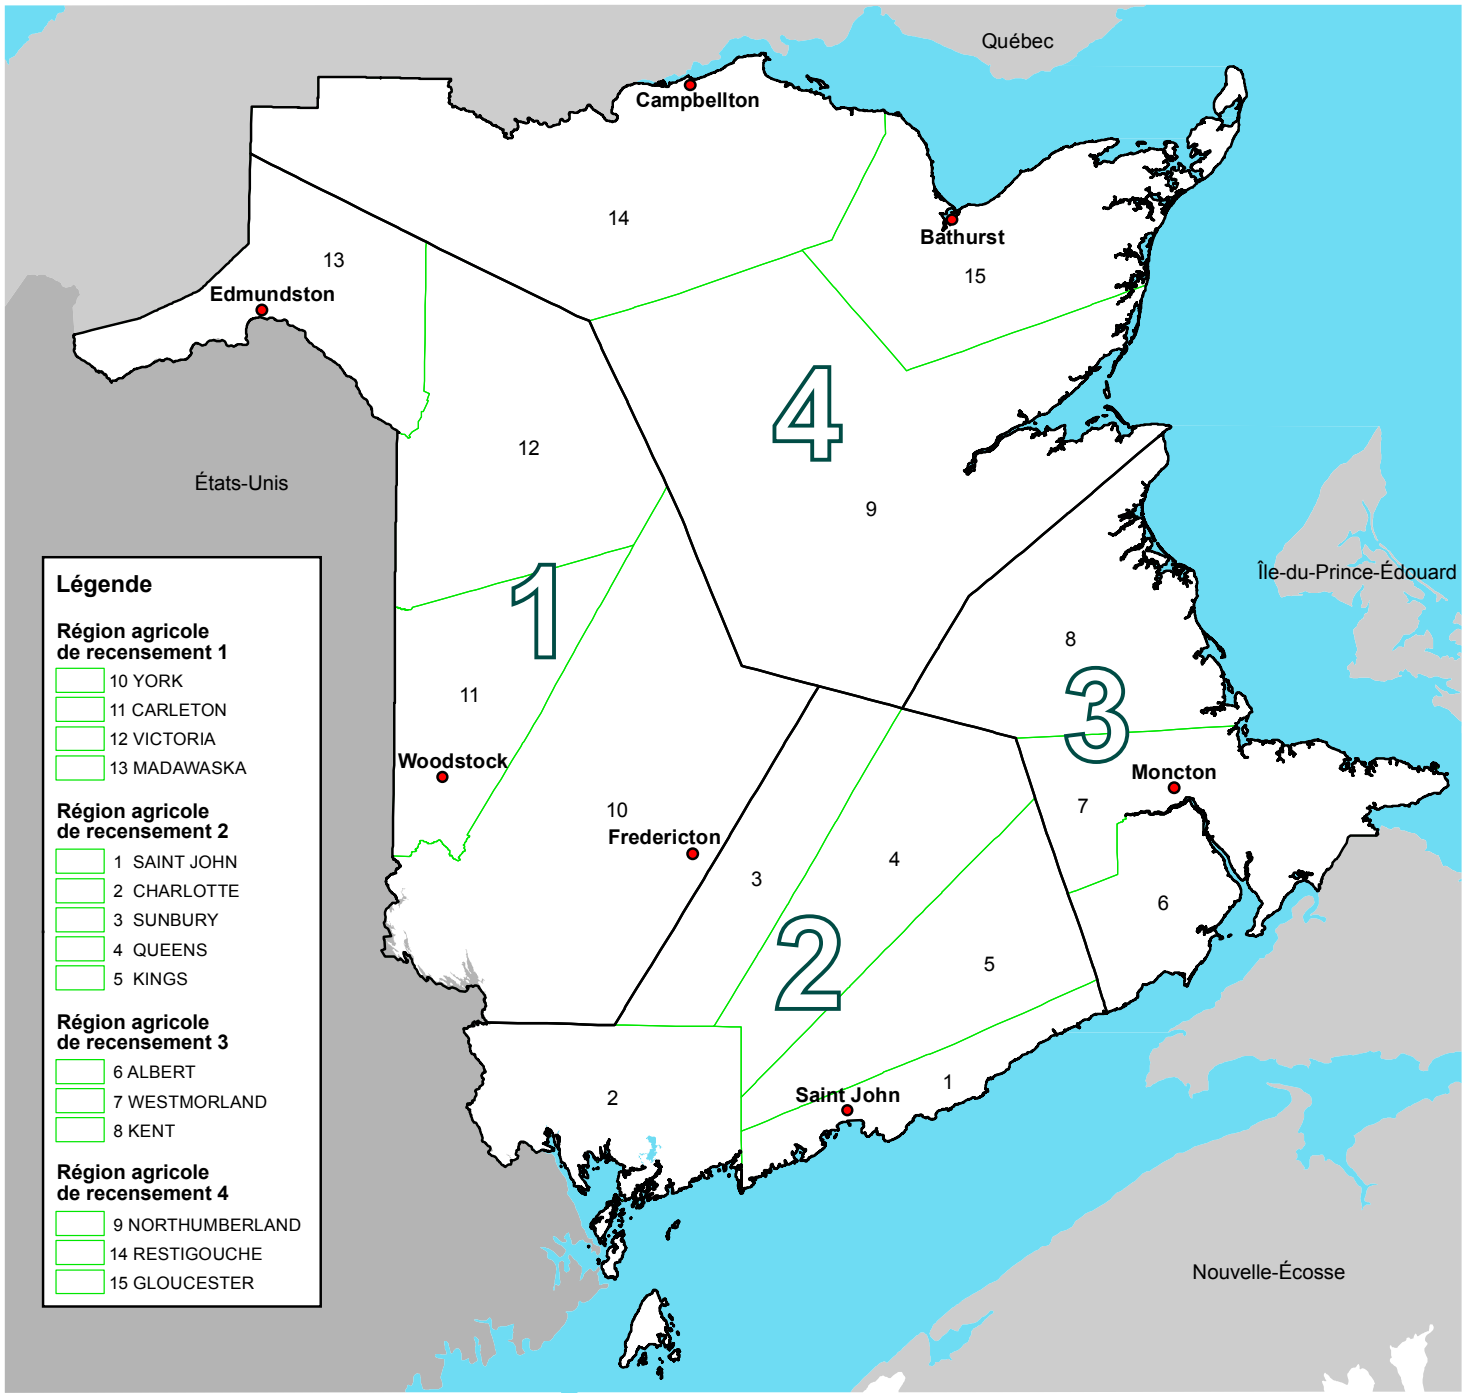 Québec
Campbellton
14
Bathurst
13
15
Edmundston
4
12
États-Unis
9
Île-du-Prince-Édouard
1
8
11
3
Woodstock
Moncton
10
7
Fredericton
4
3
6
2
5
1
Saint John
2
Nouvelle-Écosse
Légende
Région agricole
de recensement 1
10 YORK
11 CARLETON
12 VICTORIA
13 MADAWASKA
Région agricole
de recensement 2
1 SAINT JOHN
2 CHARLOTTE
3 SUNBURY
4 QUEENS
5 KINGS
Région agricole
de recensement 3
6 ALBERT
7 WESTMORLAND
8 KENT
Région agricole
de recensement 4
9 NORTHUMBERLAND
14 RESTIGOUCHE
15 GLOUCESTER